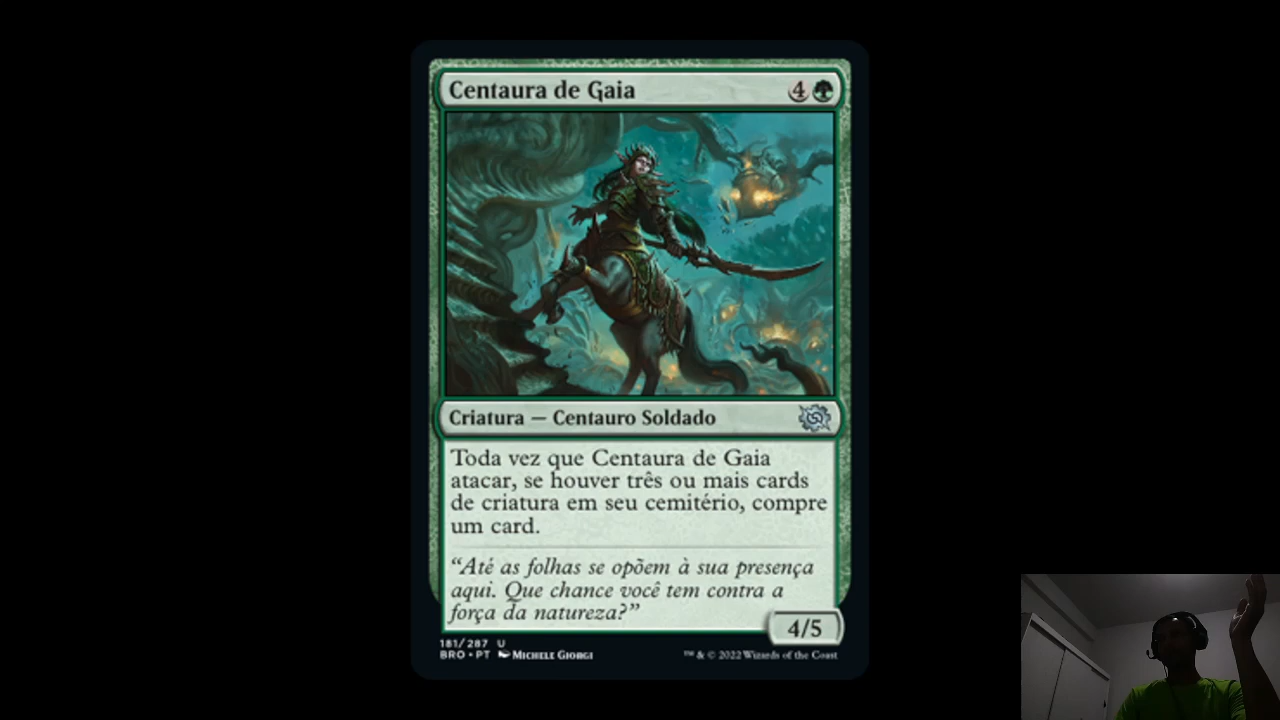 Centaura de Gaia 4
Criatura — Centauro Soldado
Toda vez que Centaura de Gaia
atacar, se houver três ou mais cards
de criatura em seu cemitério, compre
um card.
“Até as folhas se opõem à sua presença
aqui. Que chance você tem contra a
força da natureza?”
4/5
181/287 U
BRO • PT Michele Giorgi
™ & © 2022 Wizards of the Coast